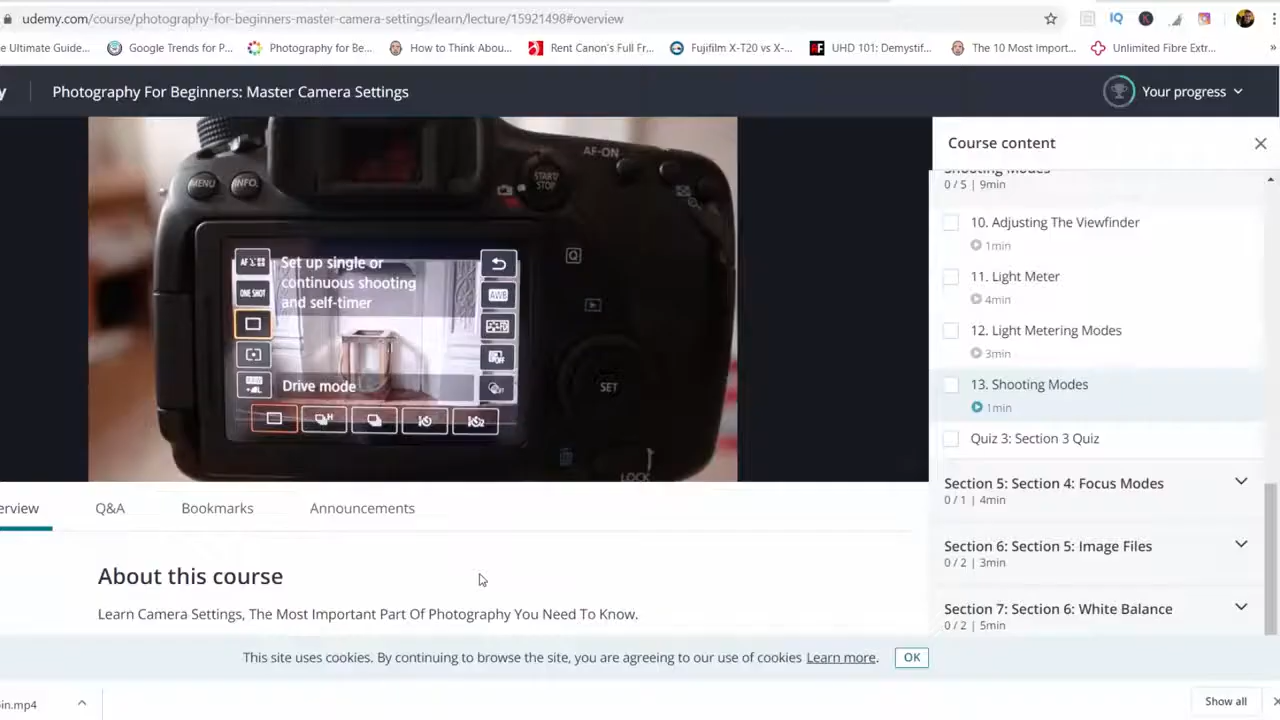 udemy.com/course/photography-for-beginners-master-camera-settings/learn/lecture/15921498#overview
IQ
K
e Ultimate Guide...
Google Trends for P...
Photography for Be...
How to Think Abou...
Rent Canon's Full Fr...
Fujifilm X-T20 vs X-...
UHD 101: Demystif...
The 10 Most Import...
Unlimited Fibre Extr...
»
y
Photography For Beginners: Master Camera Settings
Your progress
AF-ON
MENU
INFO.
START/
STOP
Q
Set up single or
continuous shooting
and self-timer
ONE SHOT
AWB
OFF
Drive mode
H
2
SET
LOCK
Course content
Shooting Modes
0 / 5 | 9min
10. Adjusting The Viewfinder
1min
11. Light Meter
4min
12. Light Metering Modes
3min
13. Shooting Modes
1min
Quiz 3: Section 3 Quiz
Section 5: Section 4: Focus Modes
0 / 1 | 4min
Section 6: Section 5: Image Files
0 / 2 | 3min
Section 7: Section 6: White Balance
0 / 2 | 5min
erview
Q&A
Bookmarks
Announcements
About this course
Learn Camera Settings, The Most Important Part Of Photography You Need To Know.
This site uses cookies. By continuing to browse the site, you are agreeing to our use of cookies Learn more.
OK
in.mp4
Show all